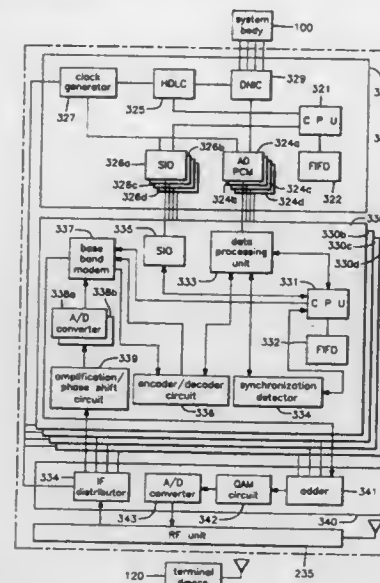 system
body
100
clock
generator
HDLC
DNIC
329
327
325
321
C P U
326a
326b
324a
SIO
AD
PCM
FIFO
326c
326d
324b
324c
324d
322
337
335
330b
330c
330d
base
band
modem
SIO
data
processing
unit
331
333
C P U
338a
338b
A/D
converter
332
FIFO
339
amplification/
phase shift
circuit
encoder/decoder
circuit
336
synchronization
detector
334
334
IF
distributor
A/D
converter
QAM
circuit
adder
341
343
342
340
RF unit
235
120
terminal